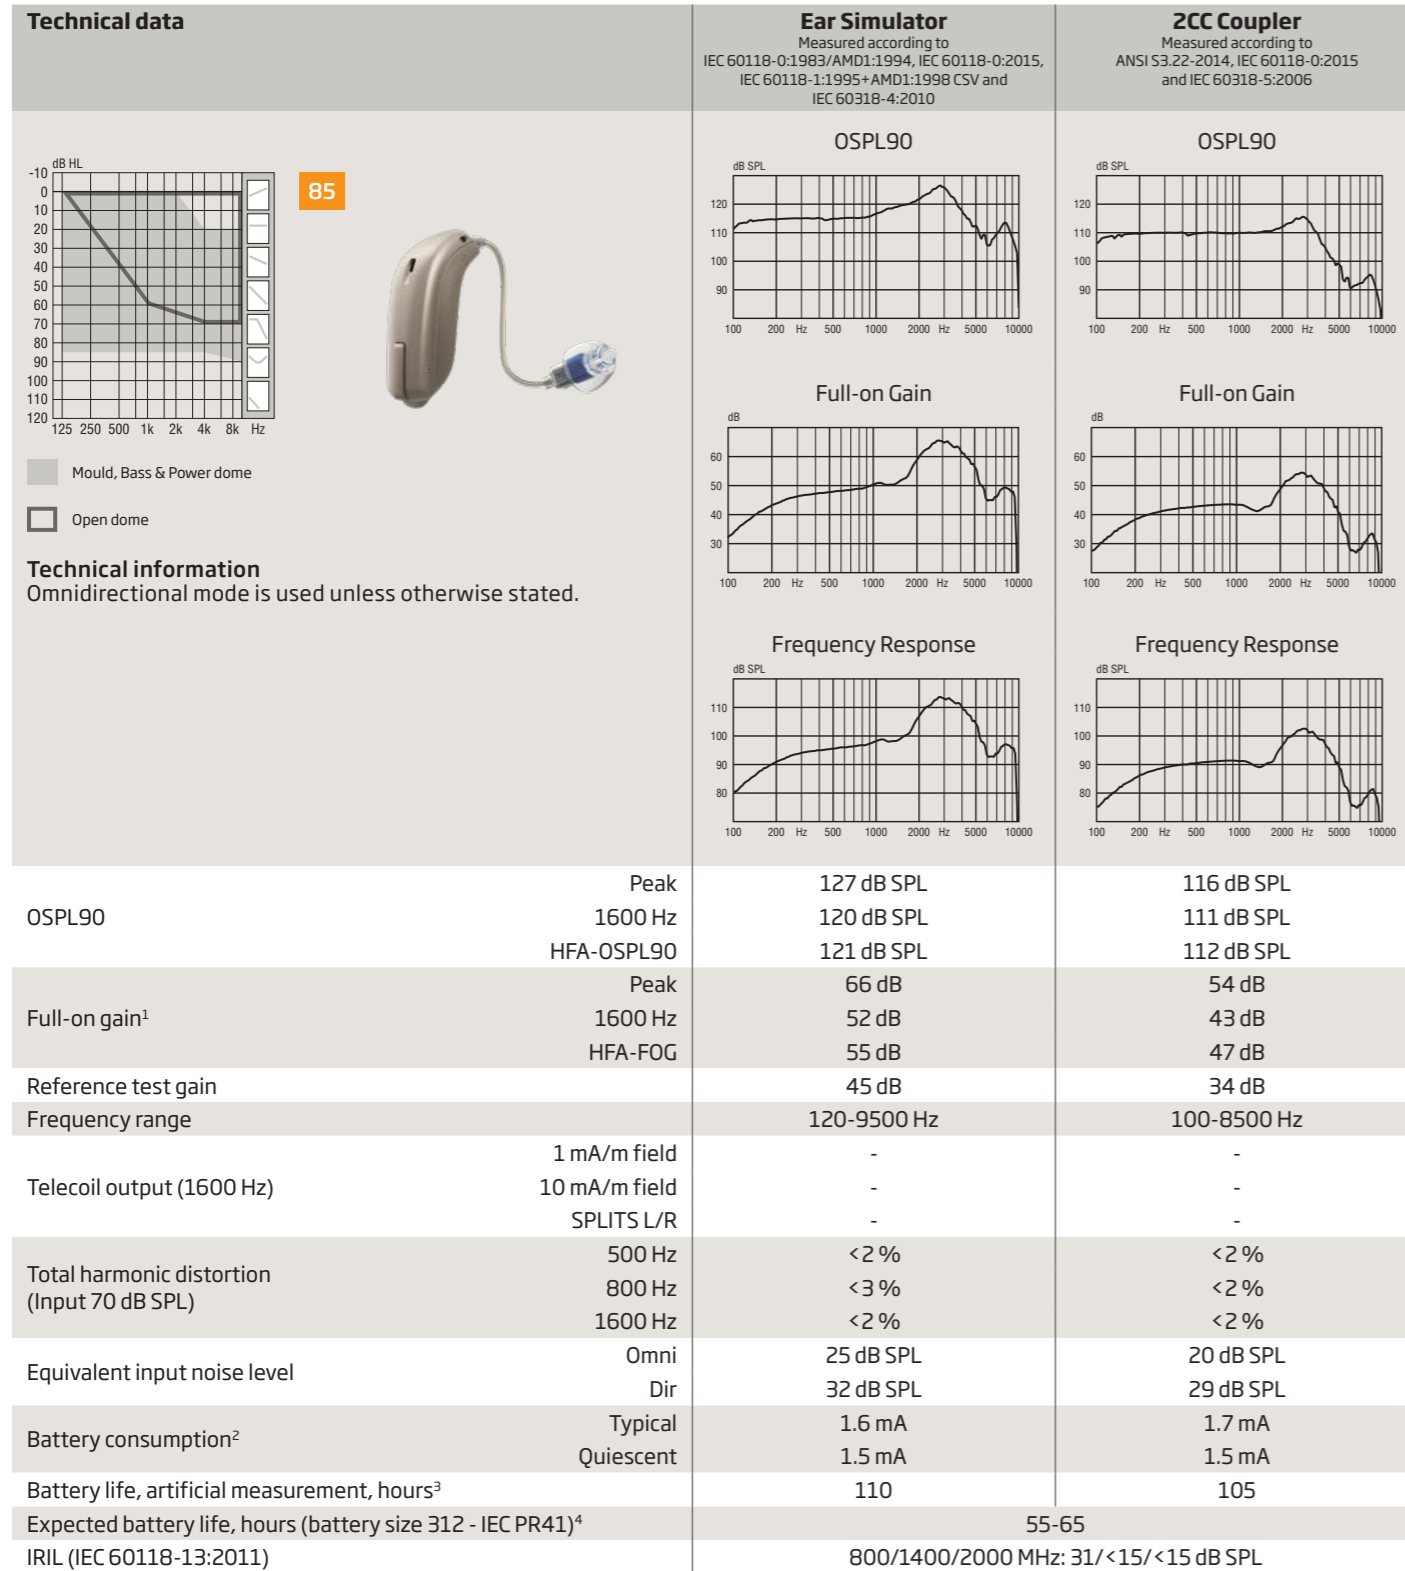 Technical data
Ear Simulator
Measured according to
IEC 60118-0:1983/AMD1:1994, IEC 60118-0:2015,
IEC 60118-1:1995+AMD1:1998 CSV and
IEC 60318-4:2010
2CC Coupler
Measured according to
ANSI S3.22-2014, IEC 60118-0:2015
and IEC 60318-5:2006
dB HL
-10
0
10
20
30
40
50
60
70
80
90
100
110
120
125 250 500 1k 2k 4k 8k Hz
85
Mould, Bass & Power dome
Open dome
Technical information
Omnidirectional mode is used unless otherwise stated.
OSPL90
dB SPL
120
110
100
90
100 200 Hz 500 1000 2000 Hz 5000 10000
OSPL90
dB SPL
120
110
100
90
100 200 Hz 500 1000 2000 Hz 5000 10000
Full-on Gain
dB
60
50
40
30
100 200 Hz 500 1000 2000 Hz 5000 10000
Full-on Gain
dB
60
50
40
30
100 200 Hz 500 1000 2000 Hz 5000 10000
Frequency Response
dB SPL
110
100
90
80
100 200 Hz 500 1000 2000 Hz 5000 10000
Frequency Response
dB SPL
110
100
90
80
100 200 Hz 500 1000 2000 Hz 5000 10000
OSPL90
Peak 127 dB SPL 116 dB SPL
1600 Hz 120 dB SPL 111 dB SPL
HFA-OSPL90 121 dB SPL 112 dB SPL
Full-on gain¹
Peak 66 dB 54 dB
1600 Hz 52 dB 43 dB
HFA-FOG 55 dB 47 dB
Reference test gain 45 dB 34 dB
Frequency range 120-9500 Hz 100-8500 Hz
Telecoil output (1600 Hz)
1 mA/m field - -
10 mA/m field - -
SPLITS L/R - -
Total harmonic distortion
(Input 70 dB SPL)
500 Hz <2 % <2 %
800 Hz <3 % <2 %
1600 Hz <2 % <2 %
Equivalent input noise level
Omni 25 dB SPL 20 dB SPL
Dir 32 dB SPL 29 dB SPL
Battery consumption²
Typical 1.6 mA 1.7 mA
Quiescent 1.5 mA 1.5 mA
Battery life, artificial measurement, hours³ 110 105
Expected battery life, hours (battery size 312 - IEC PR41)⁴ 55-65
IRIL (IEC 60118-13:2011) 800/1400/2000 MHz: 31/<15/<15 dB SPL